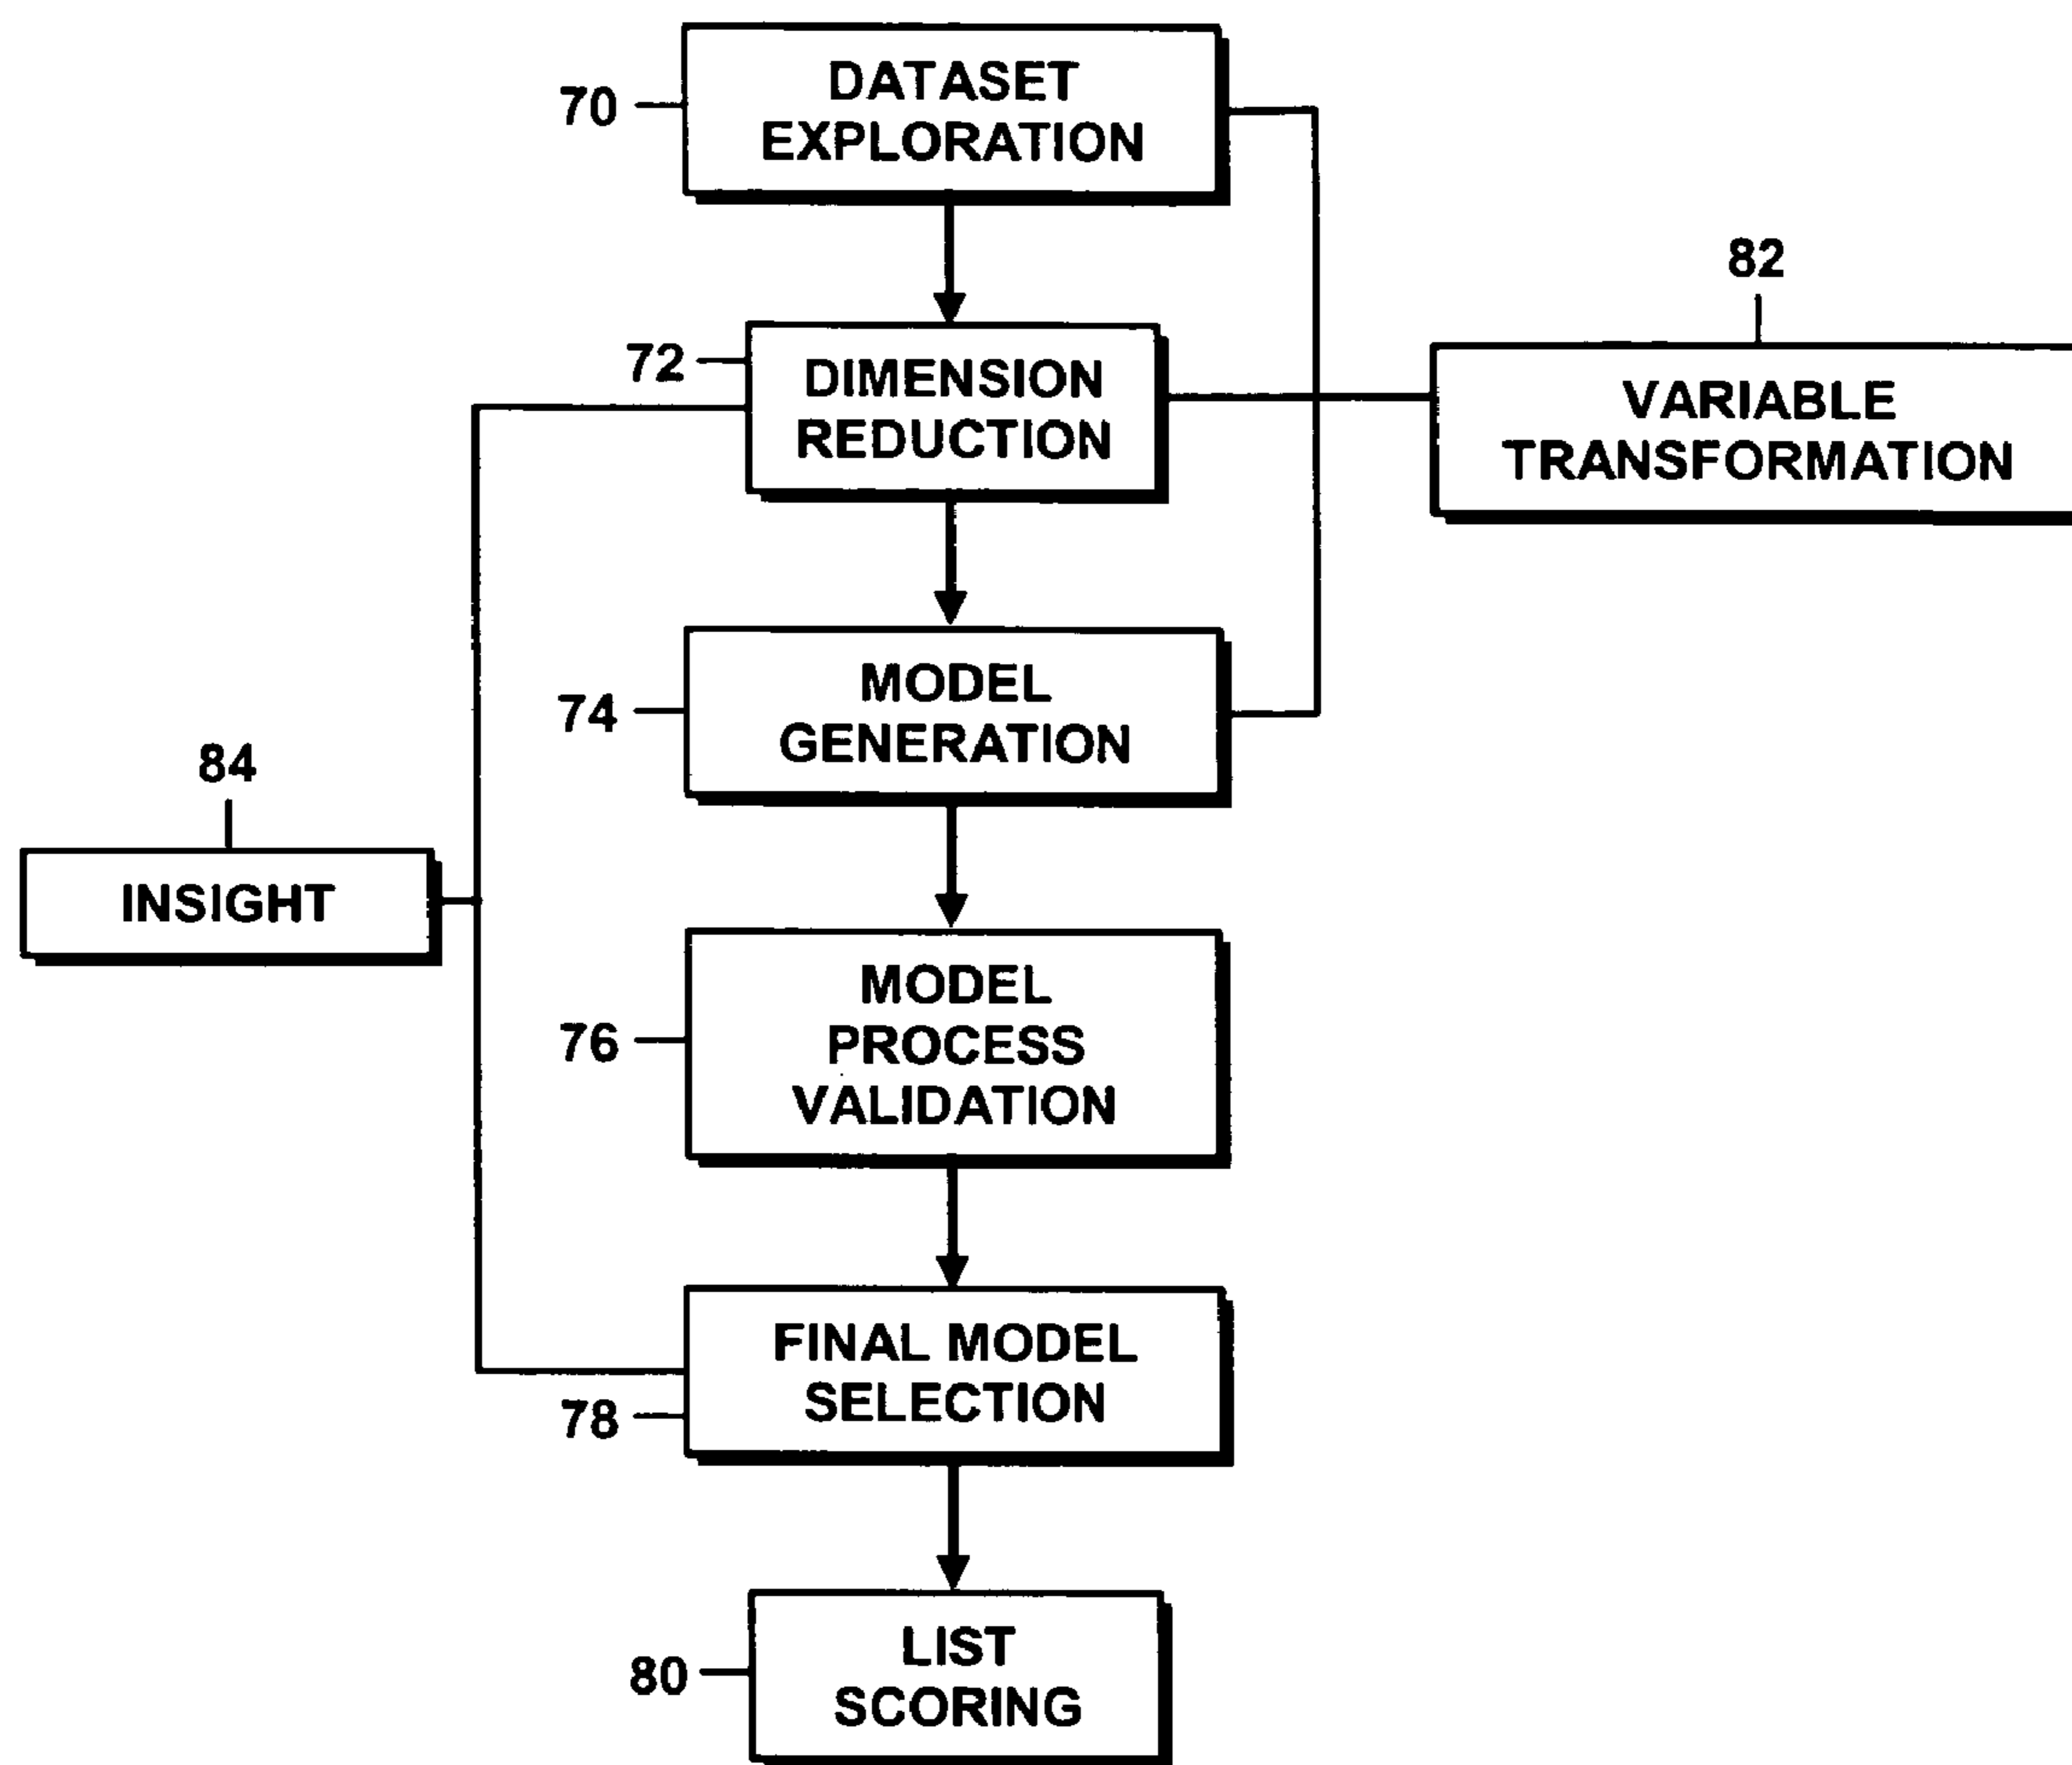 70
DATASET
EXPLORATION
82
72
DIMENSION
REDUCTION
VARIABLE
TRANSFORMATION
74
MODEL
GENERATION
84
INSIGHT
76
MODEL
PROCESS
VALIDATION
78
FINAL MODEL
SELECTION
80
LIST
SCORING